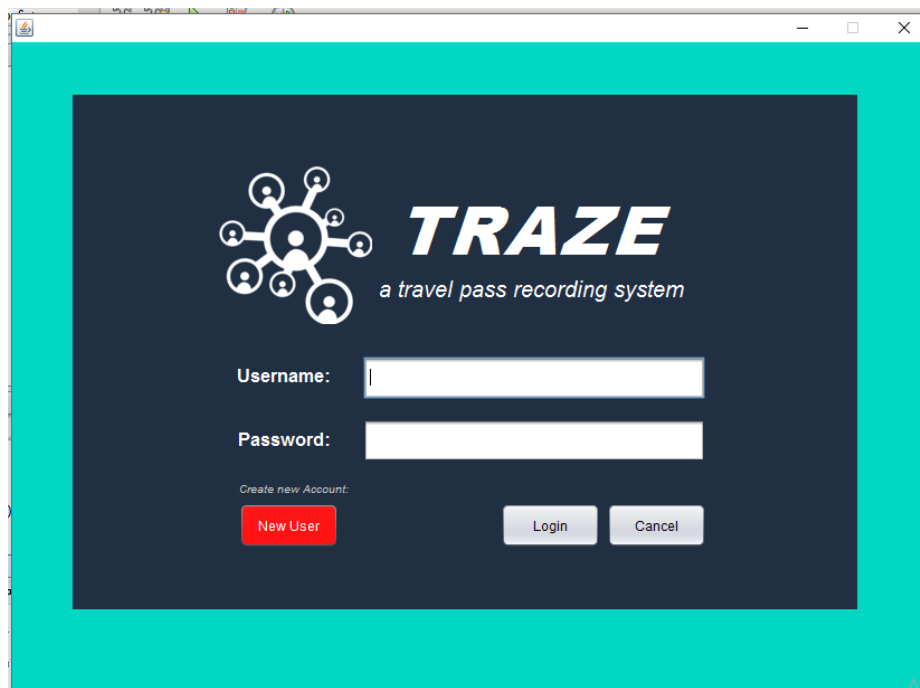 TRAZE
a travel pass recording system
Username:
Password:
Create new Account:
New User
Login
Cancel